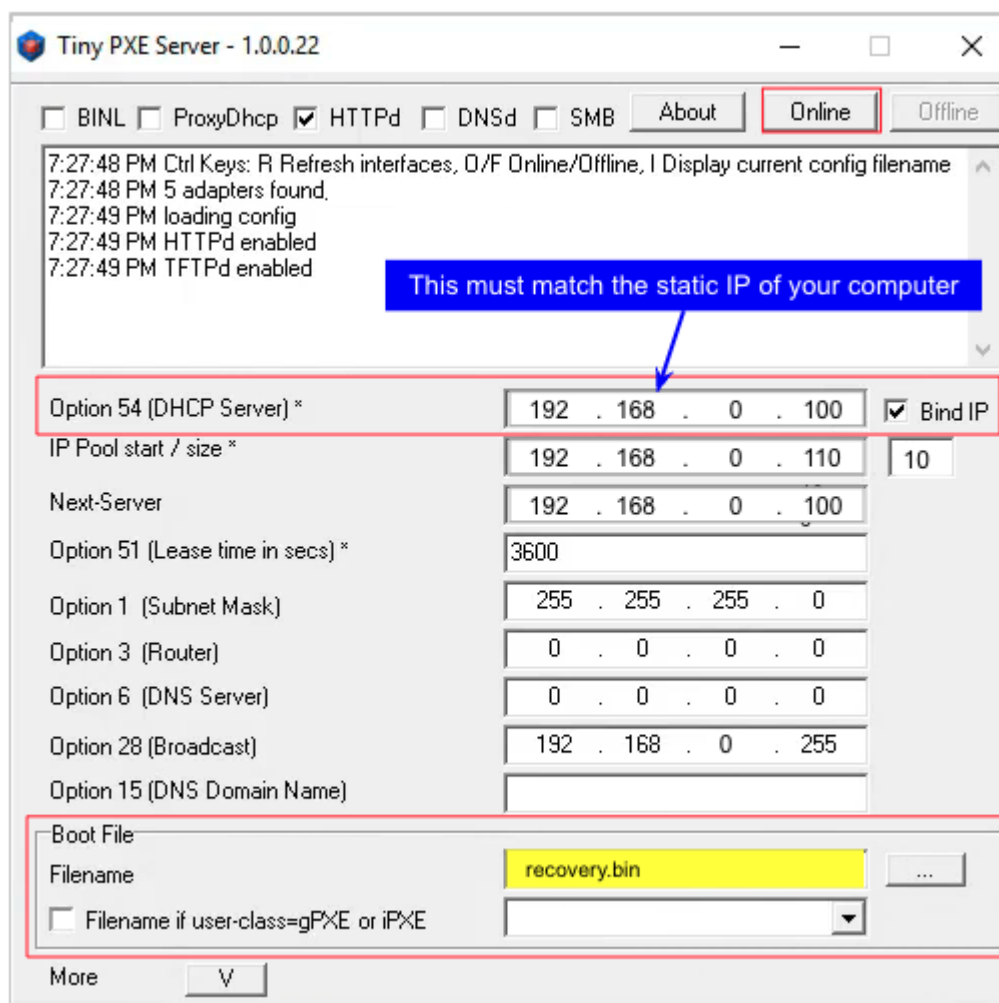 Tiny PXE Server - 1.0.0.22
BINL ProxyDhcp HTTPd DNSd SMB About Online Offline
7:27:48 PM Ctrl Keys: R Refresh interfaces, O/F Online/Offline, I Display current config filename
7:27:48 PM 5 adapters found,
7:27:49 PM loading config
7:27:49 PM HTTPd enabled
7:27:49 PM TFTPd enabled
This must match the static IP of your computer
Option 54 (DHCP Server) * 192 . 168 . 0 . 100 Bind IP
IP Pool start / size * 192 . 168 . 0 . 110 10
Next-Server 192 . 168 . 0 . 100
Option 51 (Lease time in secs) * 3600
Option 1 (Subnet Mask) 255 . 255 . 255 . 0
Option 3 (Router) 0 . 0 . 0 . 0
Option 6 (DNS Server) 0 . 0 . 0 . 0
Option 28 (Broadcast) 192 . 168 . 0 . 255
Option 15 (DNS Domain Name)
Boot File
Filename recovery.bin ...
Filename if user-class=gPXE or iPXE
More V